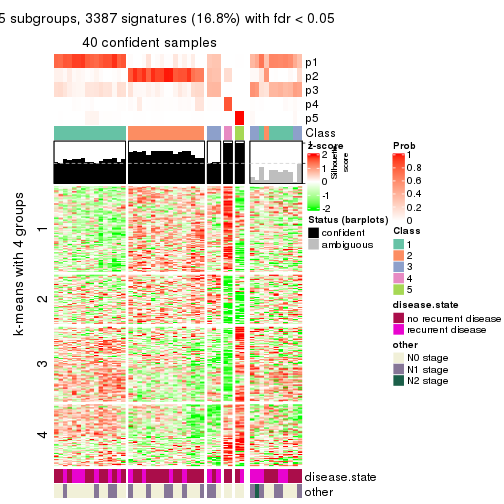 5 subgroups, 3387 signatures (16.8%) with fdr < 0.05
40 confident samples
p1
p2
p3
p4
p5
Class
k-means with 4 groups
1
2
3
4
z-score
2
1
0
-1
-2
Silhouette
score
Status (barplots)
confident
ambiguous
Prob
1
0.8
0.6
0.4
0.2
0
Class
1
2
3
4
5
disease.state
no recurrent disease
recurrent disease
other
N0 stage
N1 stage
N2 stage
disease.state
other